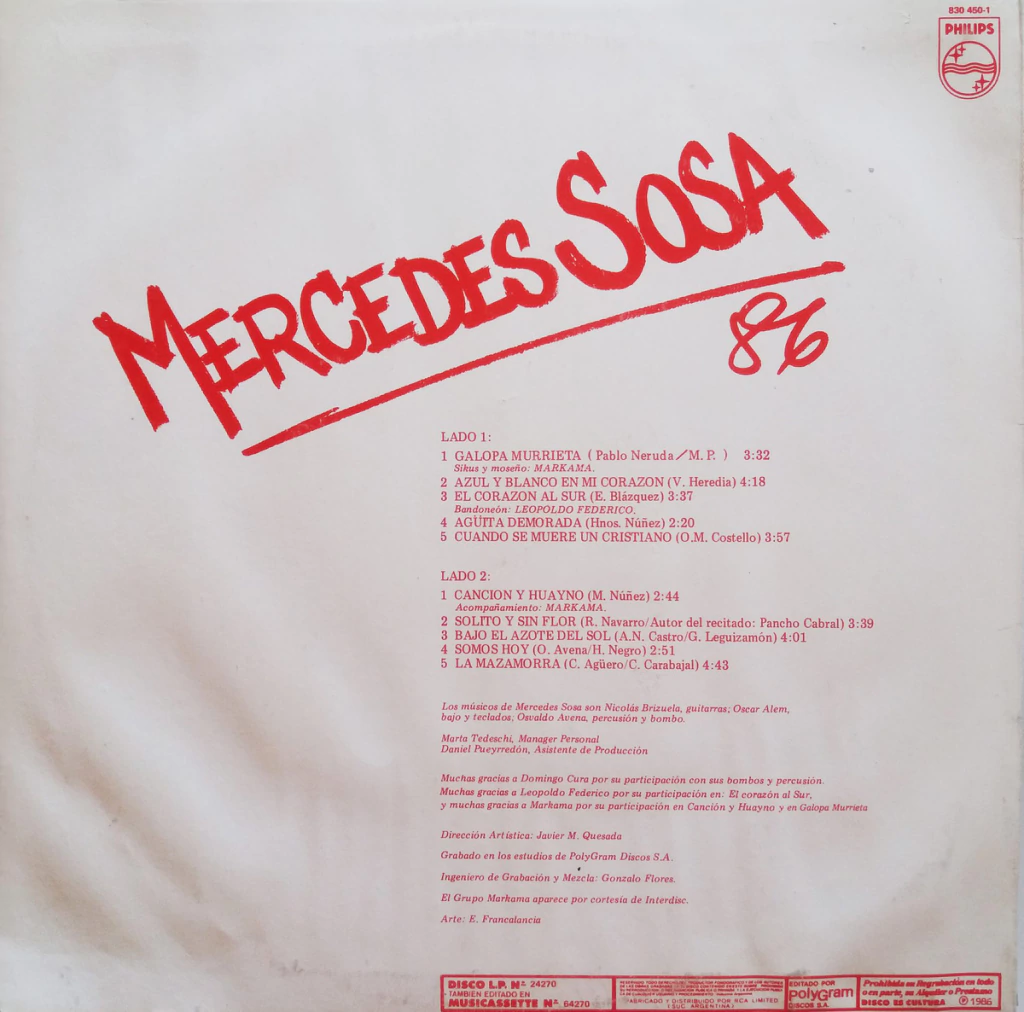 830 450-1
PHILIPS
MERCEDES SOSA
86
LADO 1:
1 GALOPA MURRIETA ( Pablo Neruda/M. P. ) 3:32
Sikus y moseño: MARKAMA.
2 AZUL Y BLANCO EN MI CORAZON (V. Heredia) 4:18
3 EL CORAZON AL SUR (E. Blázquez) 3:37
Bandoneón: LEOPOLDO FEDERICO.
4 AGÜITA DEMORADA (Hnos. Núñez) 2:20
5 CUANDO SE MUERE UN CRISTIANO (O.M. Costello) 3:57
LADO 2:
1 CANCION Y HUAYNO (M. Núñez) 2:44
Acompañamiento: MARKAMA.
2 SOLITO Y SIN FLOR (R. Navarro/Autor del recitado: Pancho Cabral) 3:39
3 BAJO EL AZOTE DEL SOL (A.N. Castro/G. Leguizamón) 4:01
4 SOMOS HOY (O. Avena/H. Negro) 2:51
5 LA MAZAMORRA (C. Agüero/C. Carabajal) 4:43
Los músicos de Mercedes Sosa son Nicolás Brizuela, guitarras; Oscar Alem,
bajo y teclados; Osvaldo Avena, percusión y bombo.
Marta Tedeschi, Manager Personal
Daniel Pueyrredón, Asistente de Producción
Muchas gracias a Domingo Cura por su participación con sus bombos y percusión.
Muchas gracias a Leopoldo Federico por su participación en: El corazón al Sur,
y muchas gracias a Markama por su participación en Canción y Huayno y en Galopa Murrieta
Dirección Artística: Javier M. Quesada
Grabado en los estudios de PolyGram Discos S.A.
Ingeniero de Grabación y Mezcla: Gonzalo Flores.
El Grupo Markama aparece por cortesía de Interdisc.
Arte: E. Francalancia
DISCO L.P. Nº 24270
- TAMBIEN EDITADO EN
MUSICASSETTE Nº 64270
FABRICADO Y DISTRIBUIDO POR RCA LIMITED
(SUC ARGENTINA)
EDITADO POR
polyGram
DISCOS S.A.
Prohibida su Regrabación en todo
o en parte, su Alquiler o Prestamo
DISCO ES CULTURA ℗ 1986